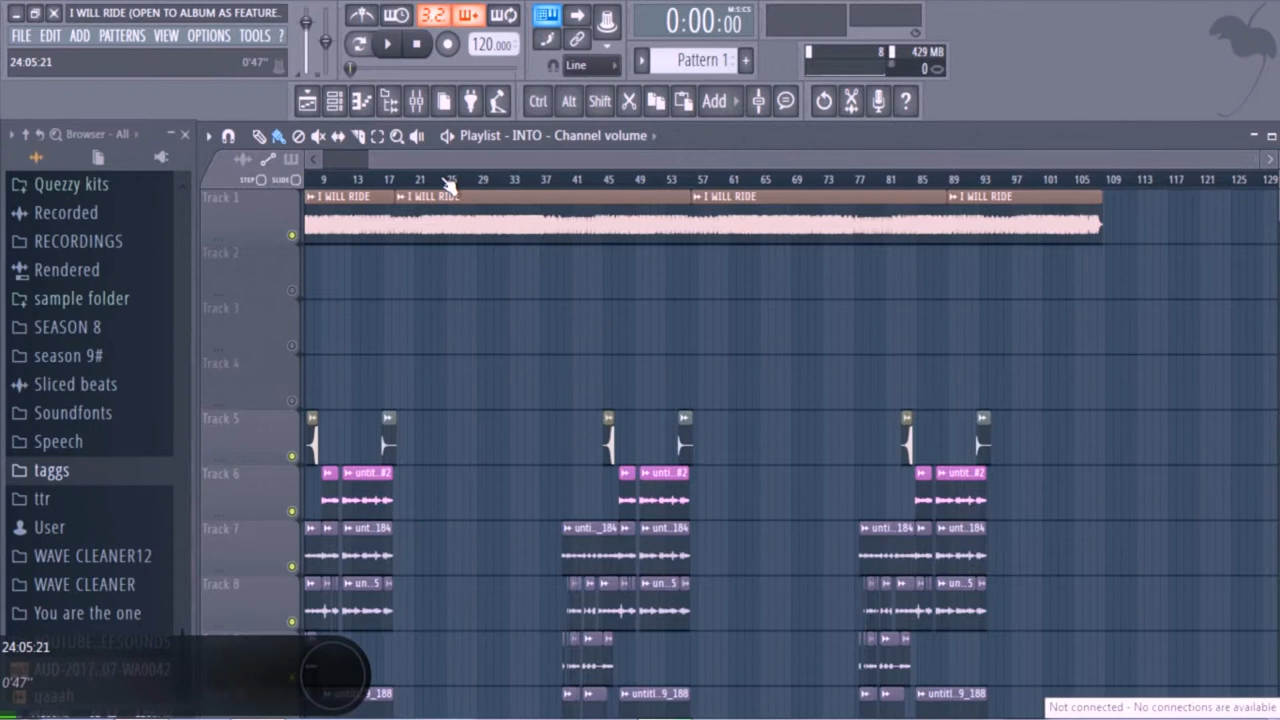 I WILL RIDE (OPEN TO ALBUM AS FEATURE..
FILE EDIT ADD PATTERNS VIEW OPTIONS TOOLS ?
24:05:21 0'47"
3.2.
120.000
Line
0:00:00
M:S:CS
Pattern 1
8 429 MB
0
Ctrl Alt Shift
Add
Browser - All
Playlist - INTO - Channel volume
STEP SLIDE
9 13 17 21 25 29 33 37 41 45 49 53 57 61 65 69 73 77 81 85 89 93 97 101 105 109 113 117 121 125 129
Quezzy kits
Recorded
RECORDINGS
Rendered
sample folder
SEASON 8
season 9#
Sliced beats
Soundfonts
Speech
taggs
ttr
User
WAVE CLEANER12
WAVE CLEANER
You are the one
AUD-2017...07-WA0042
gaaah
24:05:21
0'47"
Track 1
I WILL RIDE I WILL RIDE I WILL RIDE I WILL RIDE
Track 2
Track 3
Track 4
Track 5
Track 6
untit..#2 unti..#2 untit..#2
Track 7
unt..184 unti.._184 unt..184 unti..184 unt..184
Track 8
un...5 un...5 un...5
untit...9_188 untitl...9_188 untitl...9_188
Not connected - No connections are available